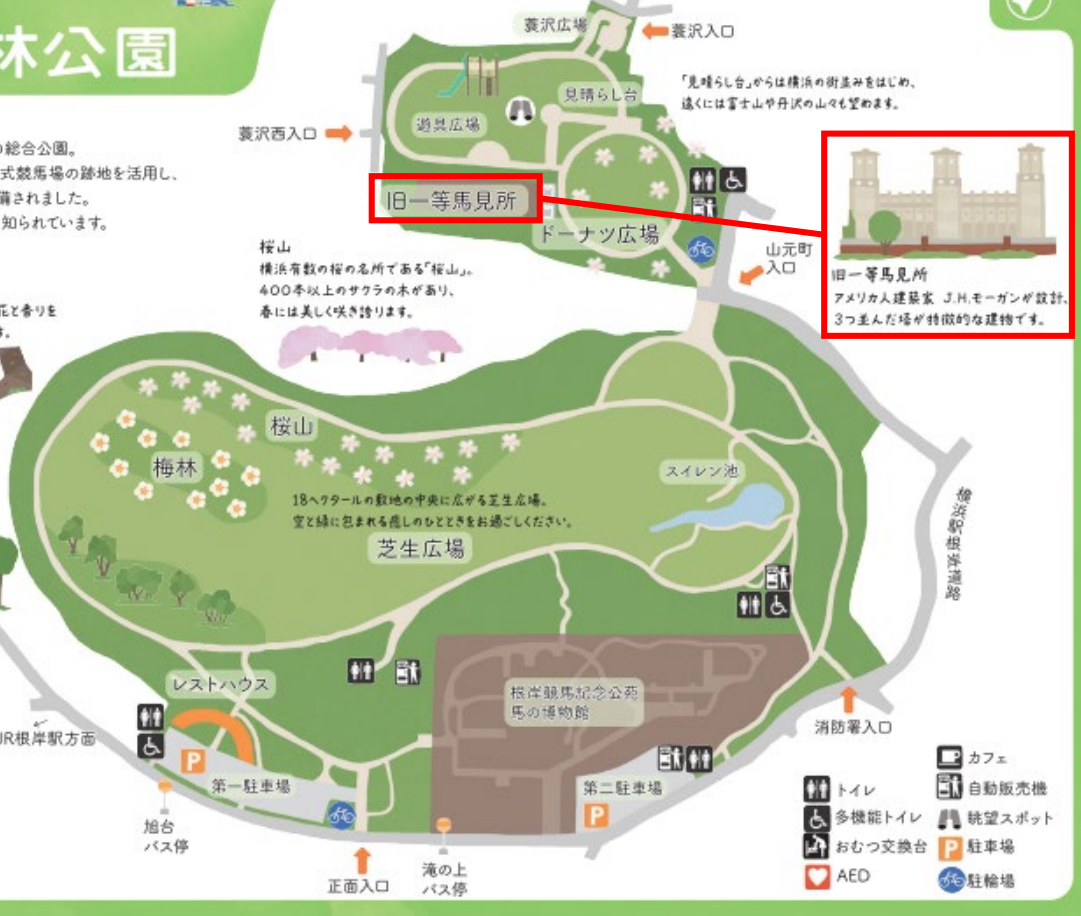 林公園
の総合公園。
式競馬場の跡地を活用し、
備されました。
知られています。
花と香りを
す。
蓑沢広場
蓑沢入口
「見晴らし台」からは横浜の街並みをはじめ、
遠くには富士山や丹沢の山々も望めます。
見晴らし台
遊具広場
蓑沢西入口
旧一等馬見所
ドーナツ広場
山元町
入口
旧一等馬見所
アメリカ人建築家 J.H.モーガンが設計、
3つ並んだ塔が特徴的な建物です。
桜山
横浜有数の桜の名所である「桜山」。
400本以上のサクラの木があり、
春には美しく咲き誇ります。
桜山
梅林
スイレン池
18ヘクタールの敷地の中央に広がる芝生広場。
空と緑に包まれる癒しのひとときをお過ごしください。
芝生広場
横浜駅根岸道路
レストハウス
根岸競馬記念公苑
馬の博物館
消防署入口
JR根岸駅方面
P
第一駐車場
第二駐車場
P
旭台
バス停
正面入口
滝の上
バス停
カフェ
トイレ
自動販売機
多機能トイレ
眺望スポット
おむつ交換台
P 駐車場
AED
駐輪場